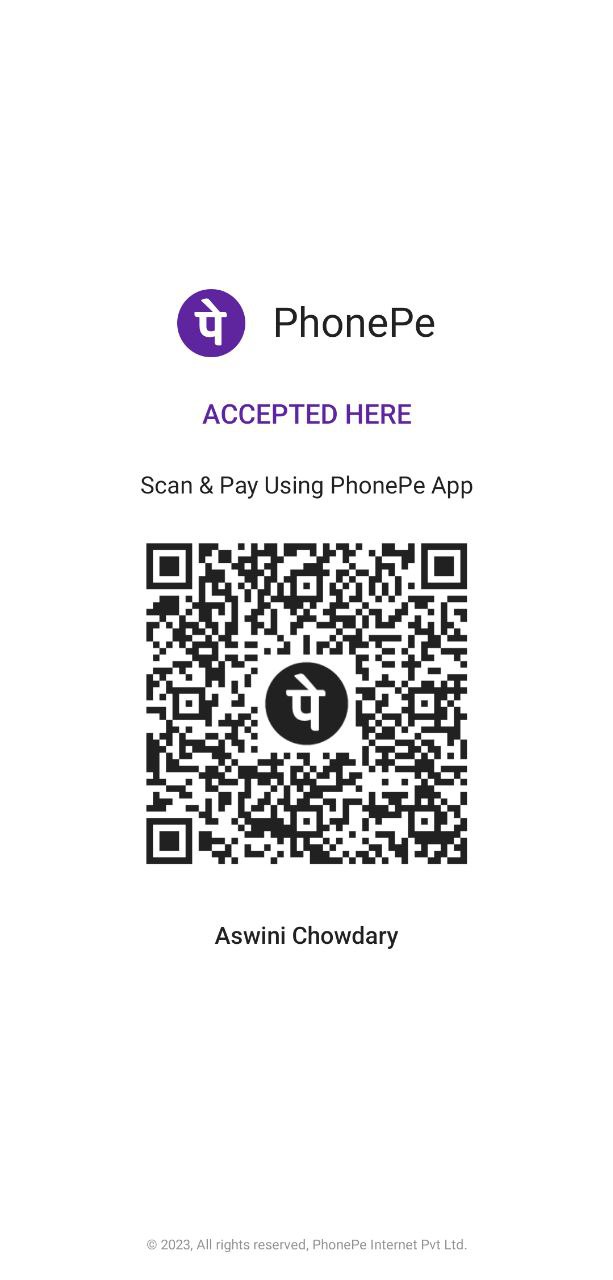 पे PhonePe
ACCEPTED HERE
Scan & Pay Using PhonePe App
पे
Aswini Chowdary
© 2023, All rights reserved, PhonePe Internet Pvt Ltd.